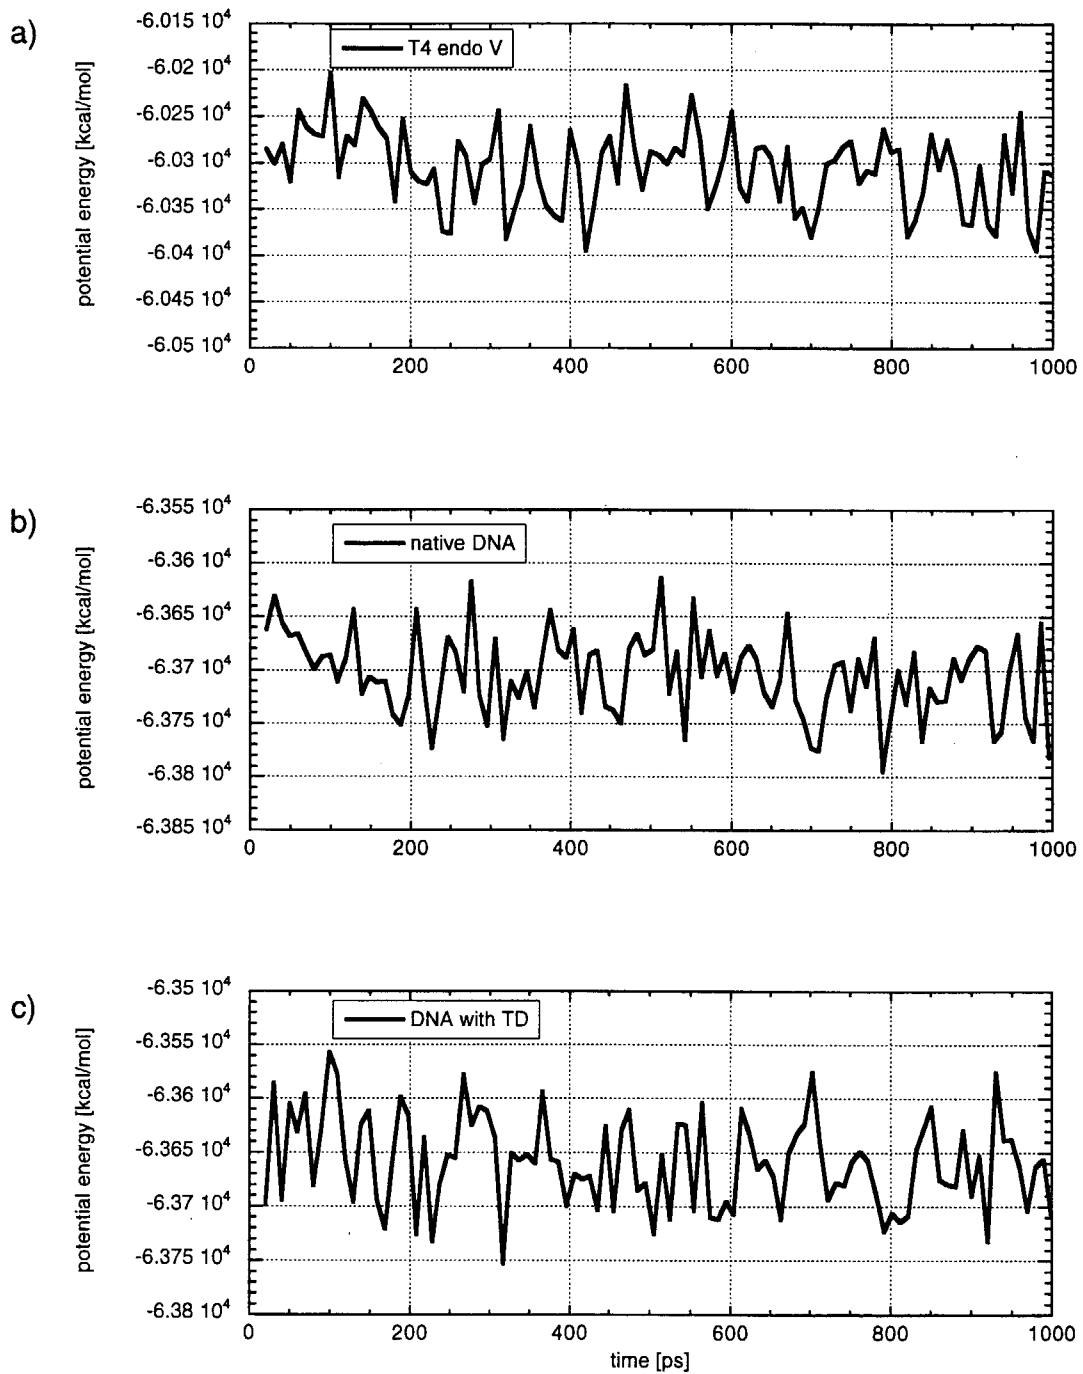 a)
T4 endo V
potential energy [kcal/mol]
-6.015 10⁴
-6.02 10⁴
-6.025 10⁴
-6.03 10⁴
-6.035 10⁴
-6.04 10⁴
-6.045 10⁴
-6.05 10⁴
0 200 400 600 800 1000
b)
native DNA
potential energy [kcal/mol]
-6.355 10⁴
-6.36 10⁴
-6.365 10⁴
-6.37 10⁴
-6.375 10⁴
-6.38 10⁴
-6.385 10⁴
0 200 400 600 800 1000
c)
DNA with TD
potential energy [kcal/mol]
-6.35 10⁴
-6.355 10⁴
-6.36 10⁴
-6.365 10⁴
-6.37 10⁴
-6.375 10⁴
-6.38 10⁴
0 200 400 600 800 1000
time [ps]